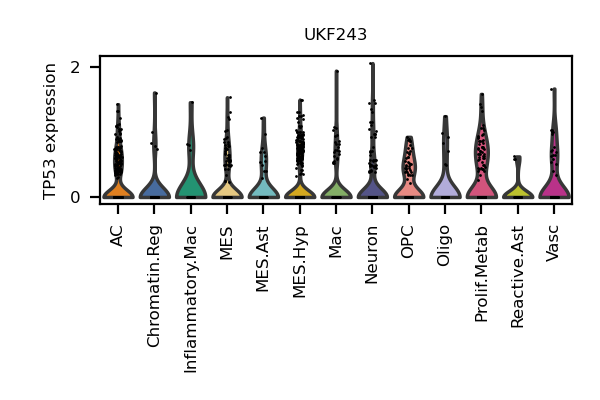 UKF243
TP53 expression
2
0
AC
Chromatin.Reg
Inflammatory.Mac
MES
MES.Ast
MES.Hyp
Mac
Neuron
OPC
Oligo
Prolif.Metab
Reactive.Ast
Vasc